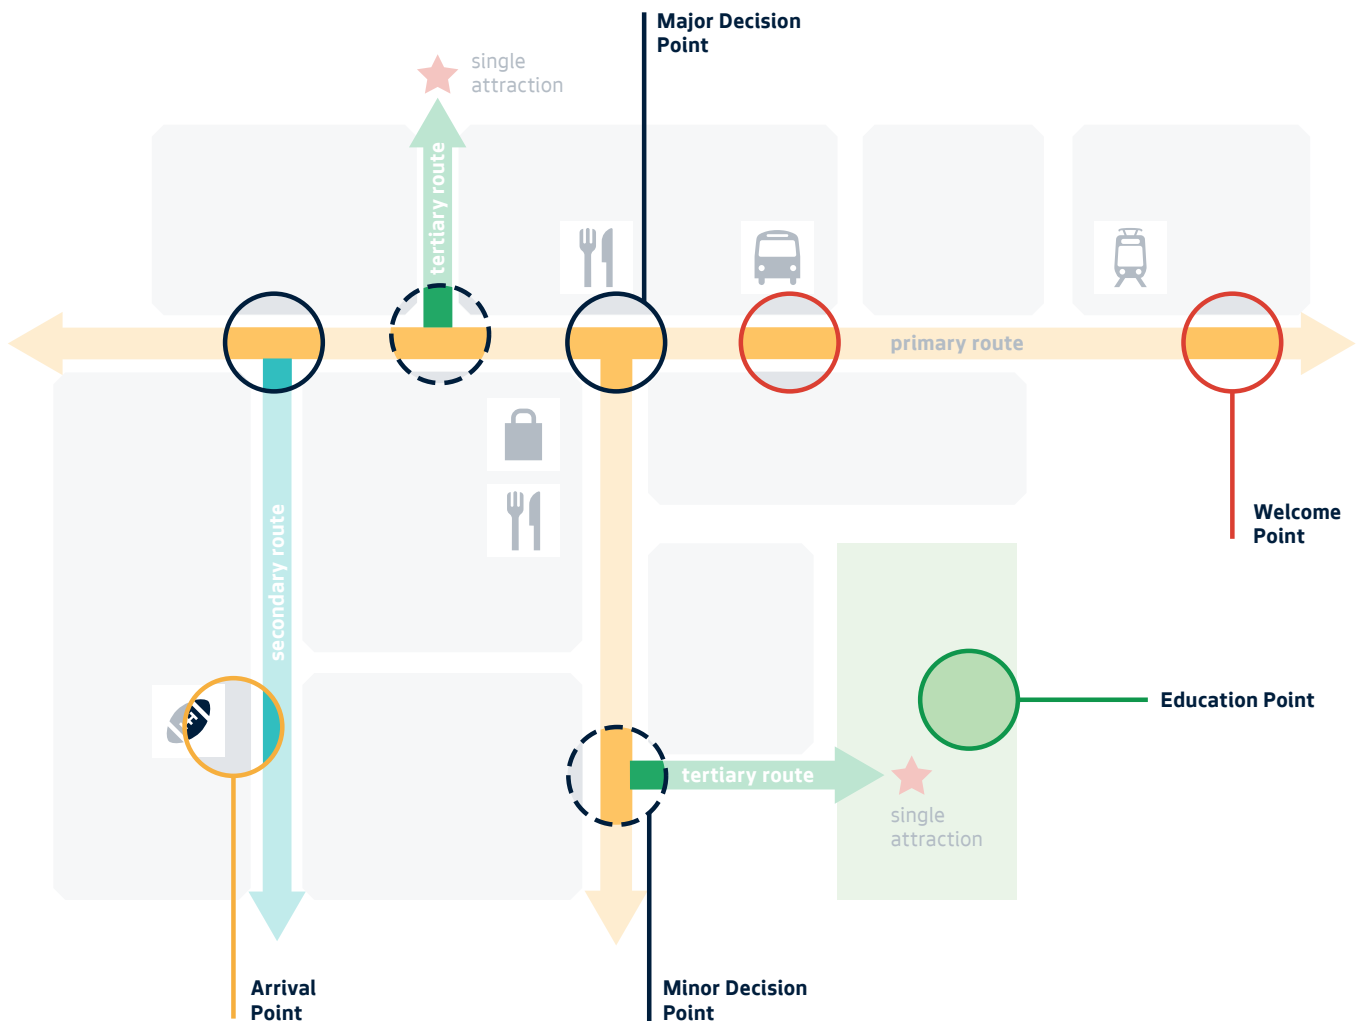 Major Decision
Point
single
attraction
tertiary route
primary route
secondary route
Welcome
Point
Education Point
tertiary route
single
attraction
Arrival
Point
Minor Decision
Point